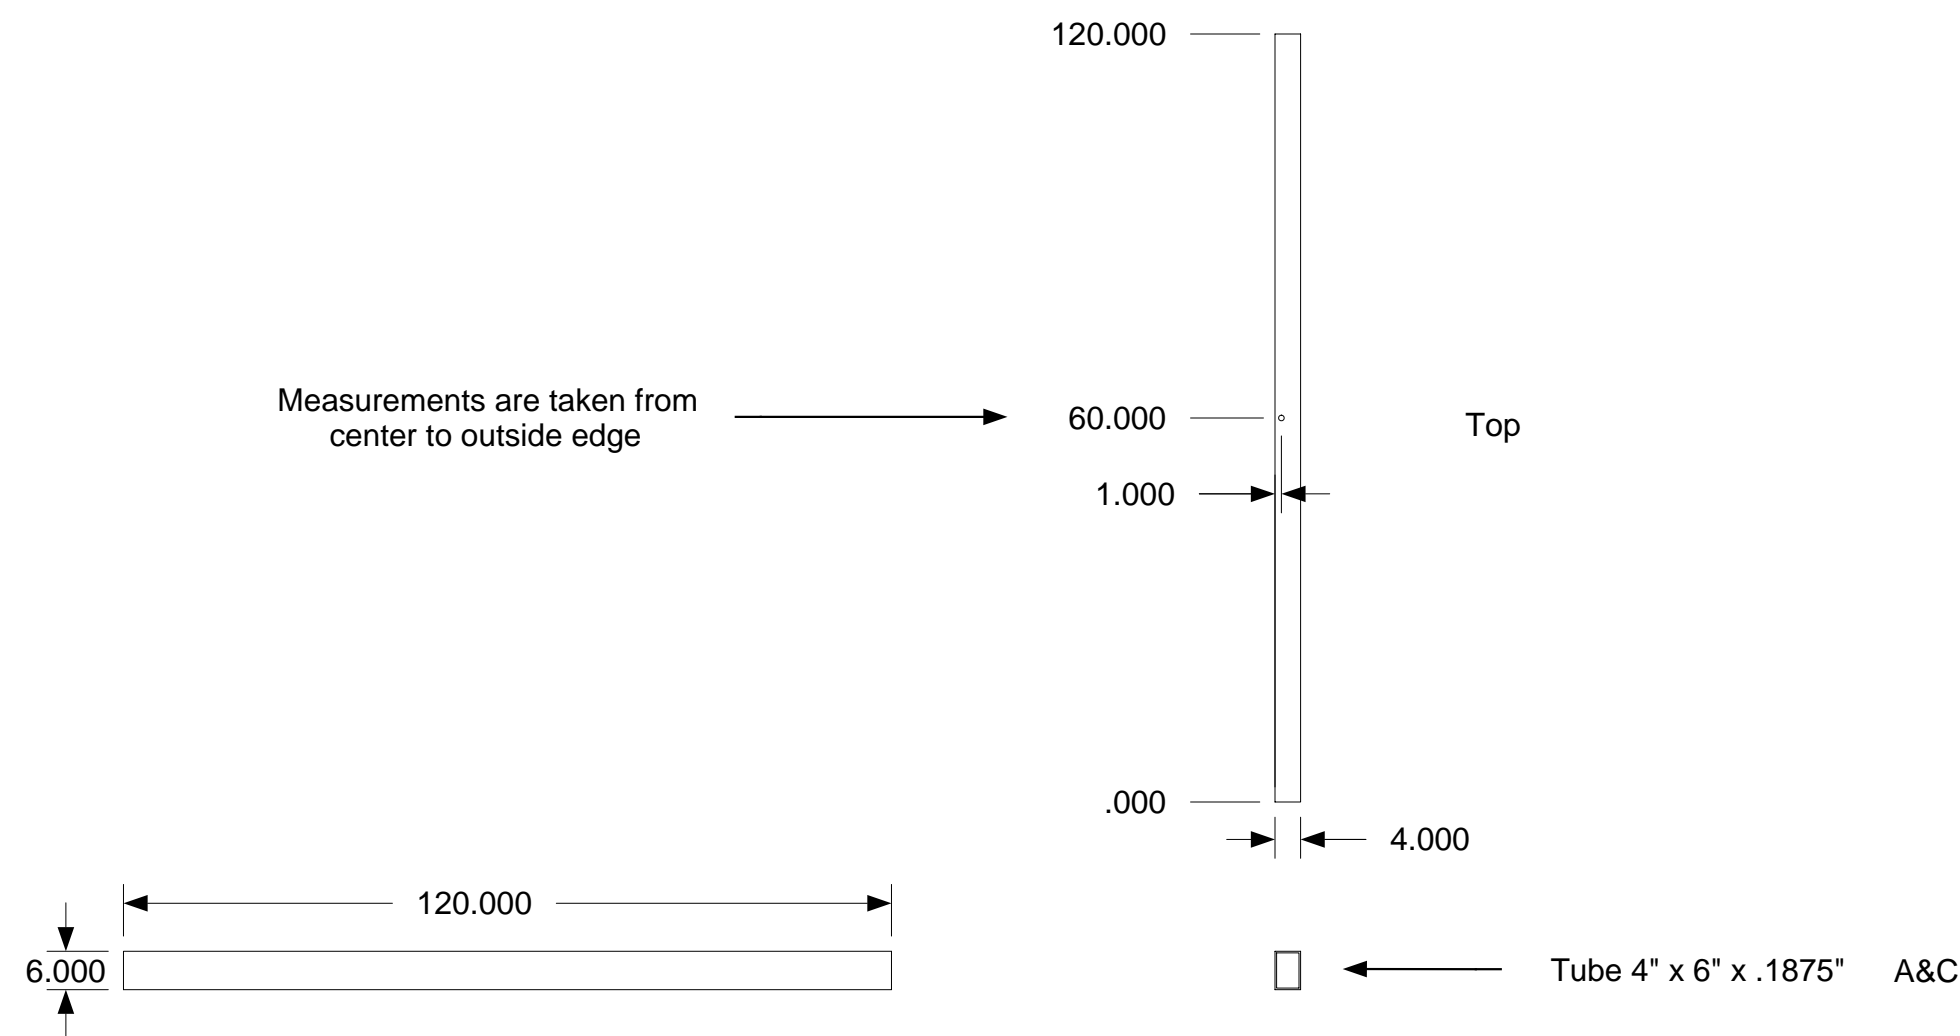 120.000
Measurements are taken from
center to outside edge
60.000
Top
1.000
.000
4.000
120.000
6.000
Tube 4" x 6" x .1875" A&C